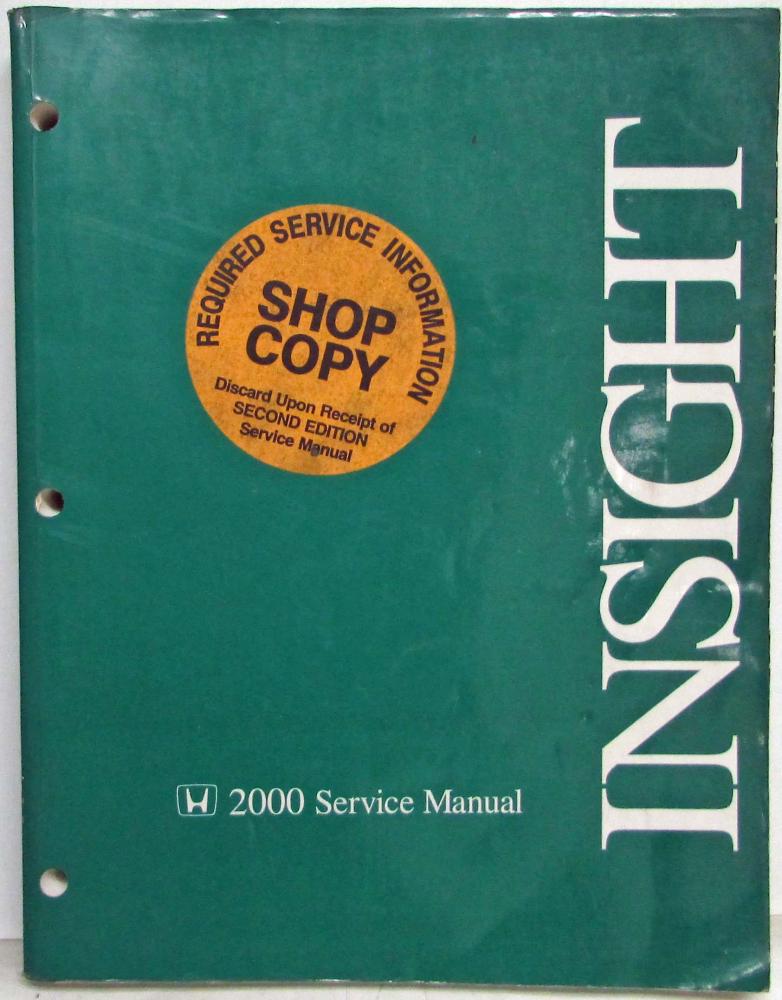 REQUIRED SERVICE INFORMATION
SHOP
COPY
Discard Upon Receipt of
SECOND EDITION
Service Manual
INSIGHT
2000 Service Manual